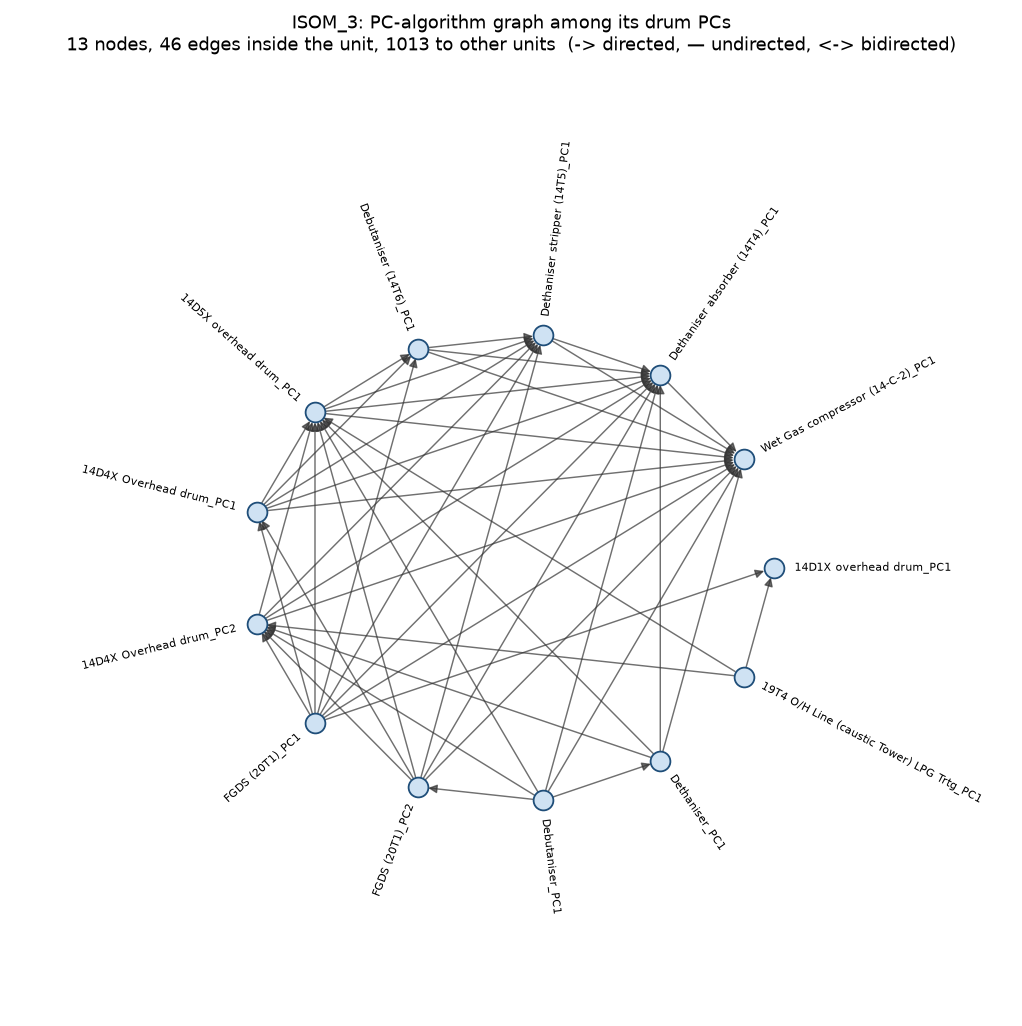 ISOM_3: PC-algorithm graph among its drum PCs
13 nodes, 46 edges inside the unit, 1013 to other units  (-> directed, — undirected, <-> bidirected)
Dethaniser stripper (14T5)_PC1
Debutaniser (14T6)_PC1
Dethaniser absorber (14T4)_PC1
14D5X overhead drum_PC1
Wet Gas compressor (14-C-2)_PC1
14D4X Overhead drum_PC1
14D1X overhead drum_PC1
14D4X Overhead drum_PC2
19T4 O/H Line (caustic Tower) LPG Trtg_PC1
FGDS (20T1)_PC1
Dethaniser_PC1
FGDS (20T1)_PC2
Debutaniser_PC1